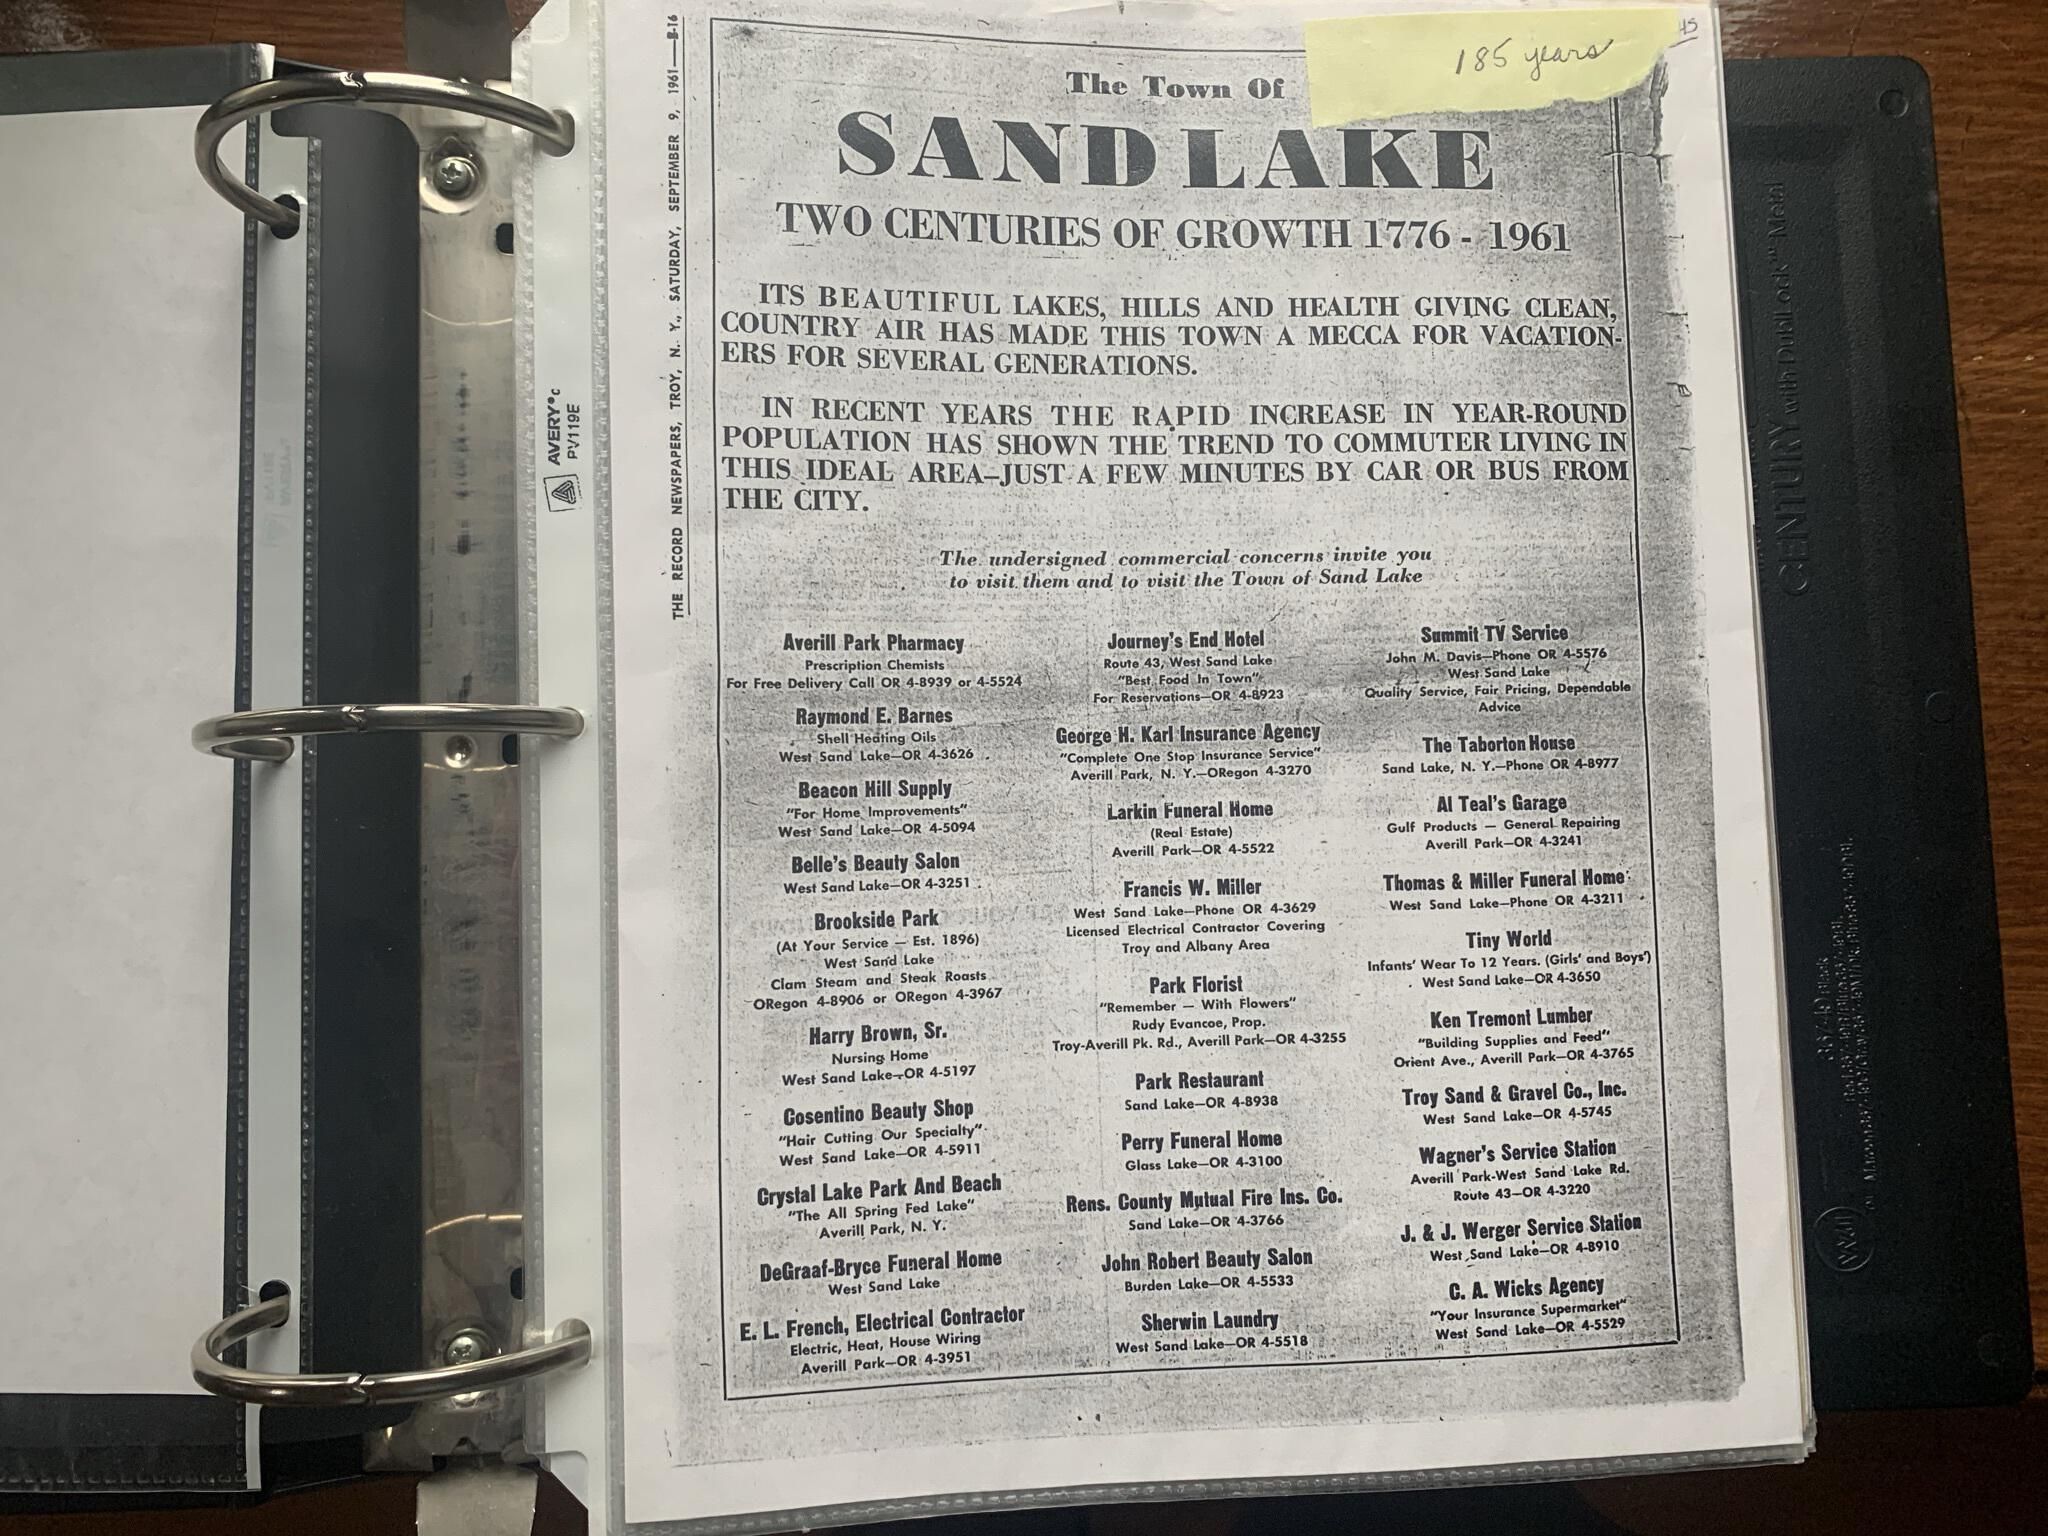 185 years
THE RECORD NEWSPAPERS, TROY, N. Y., SATURDAY, SEPTEMBER 9, 1961—B-16
The Town Of
SAND LAKE
TWO CENTURIES OF GROWTH 1776 - 1961
ITS BEAUTIFUL LAKES, HILLS AND HEALTH GIVING CLEAN,
COUNTRY AIR HAS MADE THIS TOWN A MECCA FOR VACATION-
ERS FOR SEVERAL GENERATIONS.
IN RECENT YEARS THE RAPID INCREASE IN YEAR-ROUND
POPULATION HAS SHOWN THE TREND TO COMMUTER LIVING IN
THIS IDEAL AREA—JUST A FEW MINUTES BY CAR OR BUS FROM
THE CITY.
The undersigned commercial concerns invite you
to visit them and to visit the Town of Sand Lake
Averill Park Pharmacy
Prescription Chemists
For Free Delivery Call OR 4-8939 or 4-5524
Raymond E. Barnes
Shell Heating Oils
West Sand Lake—OR 4-3626
Beacon Hill Supply
"For Home Improvements"
West Sand Lake—OR 4-5094
Belle's Beauty Salon
West Sand Lake—OR 4-3251
Brookside Park
(At Your Service — Est. 1896)
West Sand Lake
Clam Steam and Steak Roasts
ORegon 4-8906 or ORegon 4-3967
Harry Brown, Sr.
Nursing Home
West Sand Lake—OR 4-5197
Cosentino Beauty Shop
"Hair Cutting Our Specialty"
West Sand Lake—OR 4-5911
Crystal Lake Park And Beach
"The All Spring Fed Lake"
Averill Park, N. Y.
DeGraaf-Bryce Funeral Home
West Sand Lake
E. L. French, Electrical Contractor
Electric, Heat, House Wiring
Averill Park—OR 4-3951
Journey's End Hotel
Route 43, West Sand Lake
"Best Food In Town"
For Reservations—OR 4-8923
George H. Karl Insurance Agency
"Complete One Stop Insurance Service"
Averill Park, N. Y.—ORegon 4-3270
Larkin Funeral Home
(Real Estate)
Averill Park—OR 4-5522
Francis W. Miller
West Sand Lake—Phone OR 4-3629
Licensed Electrical Contractor Covering
Troy and Albany Area
Park Florist
"Remember — With Flowers"
Rudy Evancoe, Prop.
Troy-Averill Pk. Rd., Averill Park—OR 4-3255
Park Restaurant
Sand Lake—OR 4-8938
Perry Funeral Home
Glass Lake—OR 4-3100
Rens. County Mutual Fire Ins. Co.
Sand Lake—OR 4-3766
John Robert Beauty Salon
Burden Lake—OR 4-5533
Sherwin Laundry
West Sand Lake—OR 4-5518
Summit TV Service
John M. Davis—Phone OR 4-5576
West Sand Lake
Quality Service, Fair Pricing, Dependable
Advice
The Taborton House
Sand Lake, N. Y.—Phone OR 4-8977
Al Teal's Garage
Gulf Products — General Repairing
Averill Park—OR 4-3241
Thomas & Miller Funeral Home
West Sand Lake—Phone OR 4-3211
Tiny World
Infants' Wear To 12 Years. (Girls' and Boys')
West Sand Lake—OR 4-3650
Ken Tremont Lumber
"Building Supplies and Feed"
Orient Ave., Averill Park—OR 4-3765
Troy Sand & Gravel Co., Inc.
West Sand Lake—OR 4-5745
Wagner's Service Station
Averill Park-West Sand Lake Rd.
Route 43—OR 4-3220
J. & J. Werger Service Station
West Sand Lake—OR 4-8910
C. A. Wicks Agency
"Your Insurance Supermarket"
West Sand Lake—OR 4-5529
AVERY®c
PV119E
CENTURY with DublLock™ Metal